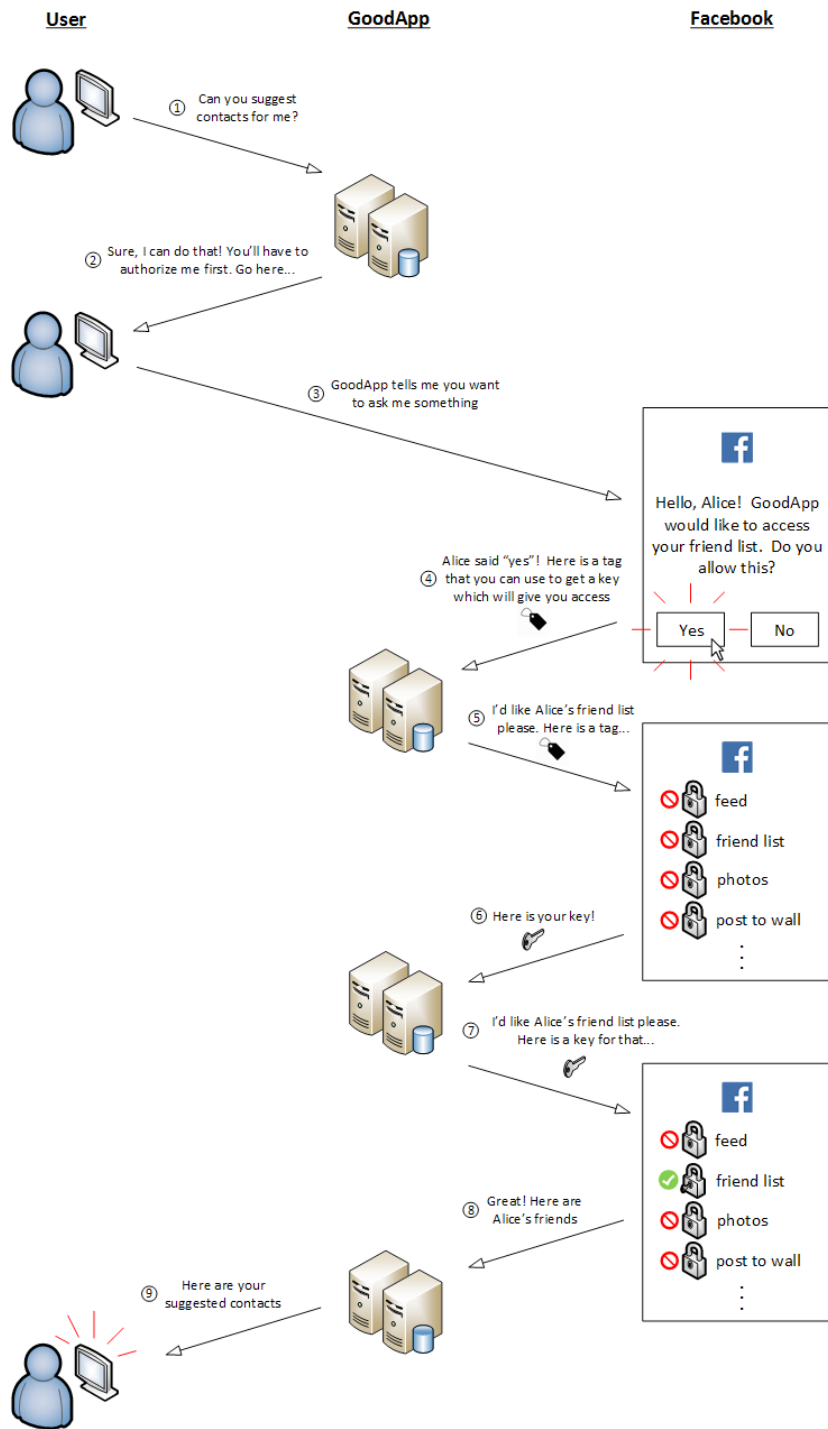 User
GoodApp
Facebook
① Can you suggest
contacts for me?
② Sure, I can do that! You'll have to
authorize me first. Go here...
③ GoodApp tells me you want
to ask me something
f
Hello, Alice! GoodApp
would like to access
your friend list. Do you
allow this?
Yes
No
Alice said "yes"! Here is a tag
④ that you can use to get a key
which will give you access
⑤ I'd like Alice's friend list
please. Here is a tag...
f
feed
friend list
photos
post to wall
⑥ Here is your key!
⑦ I'd like Alice's friend list please.
Here is a key for that...
f
feed
friend list
photos
post to wall
⑧ Great! Here are
Alice's friends
⑨ Here are your
suggested contacts